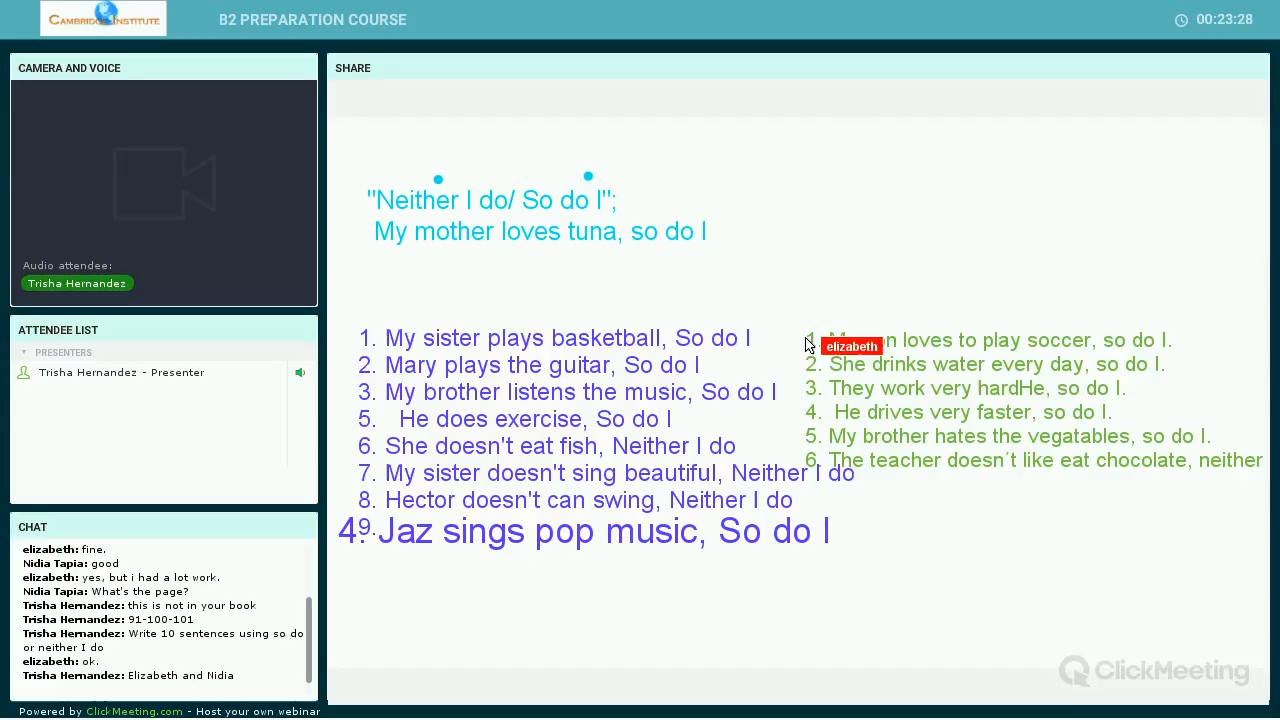 CAMBRIDGE INSTITUTE
B2 PREPARATION COURSE
00:23:28
CAMERA AND VOICE
Audio attendee:
Trisha Hernandez
ATTENDEE LIST
PRESENTERS
Trisha Hernandez - Presenter
CHAT
elizabeth: fine.
Nidia Tapia: good
elizabeth: yes, but i had a lot work.
Nidia Tapia: What's the page?
Trisha Hernandez: this is not in your book
Trisha Hernandez: 91-100-101
Trisha Hernandez: Write 10 sentences using so do
or neither I do
elizabeth: ok.
Trisha Hernandez: Elizabeth and Nidia
SHARE
"Neither I do/ So do I";
My mother loves tuna, so do I
1. My sister plays basketball, So do I
2. Mary plays the guitar, So do I
3. My brother listens the music, So do I
5. He does exercise, So do I
6. She doesn't eat fish, Neither I do
7. My sister doesn't sing beautiful, Neither I do
8. Hector doesn't can swing, Neither I do
9.
4. Jaz sings pop music, So do I
elizabeth
1. loves to play soccer, so do I.
2. She drinks water every day, so do I.
3. They work very hardHe, so do I.
4. He drives very faster, so do I.
5. My brother hates the vegatables, so do I.
6. The teacher doesn´t like eat chocolate, neither
ClickMeeting
Powered by ClickMeeting.com - Host your own webinar